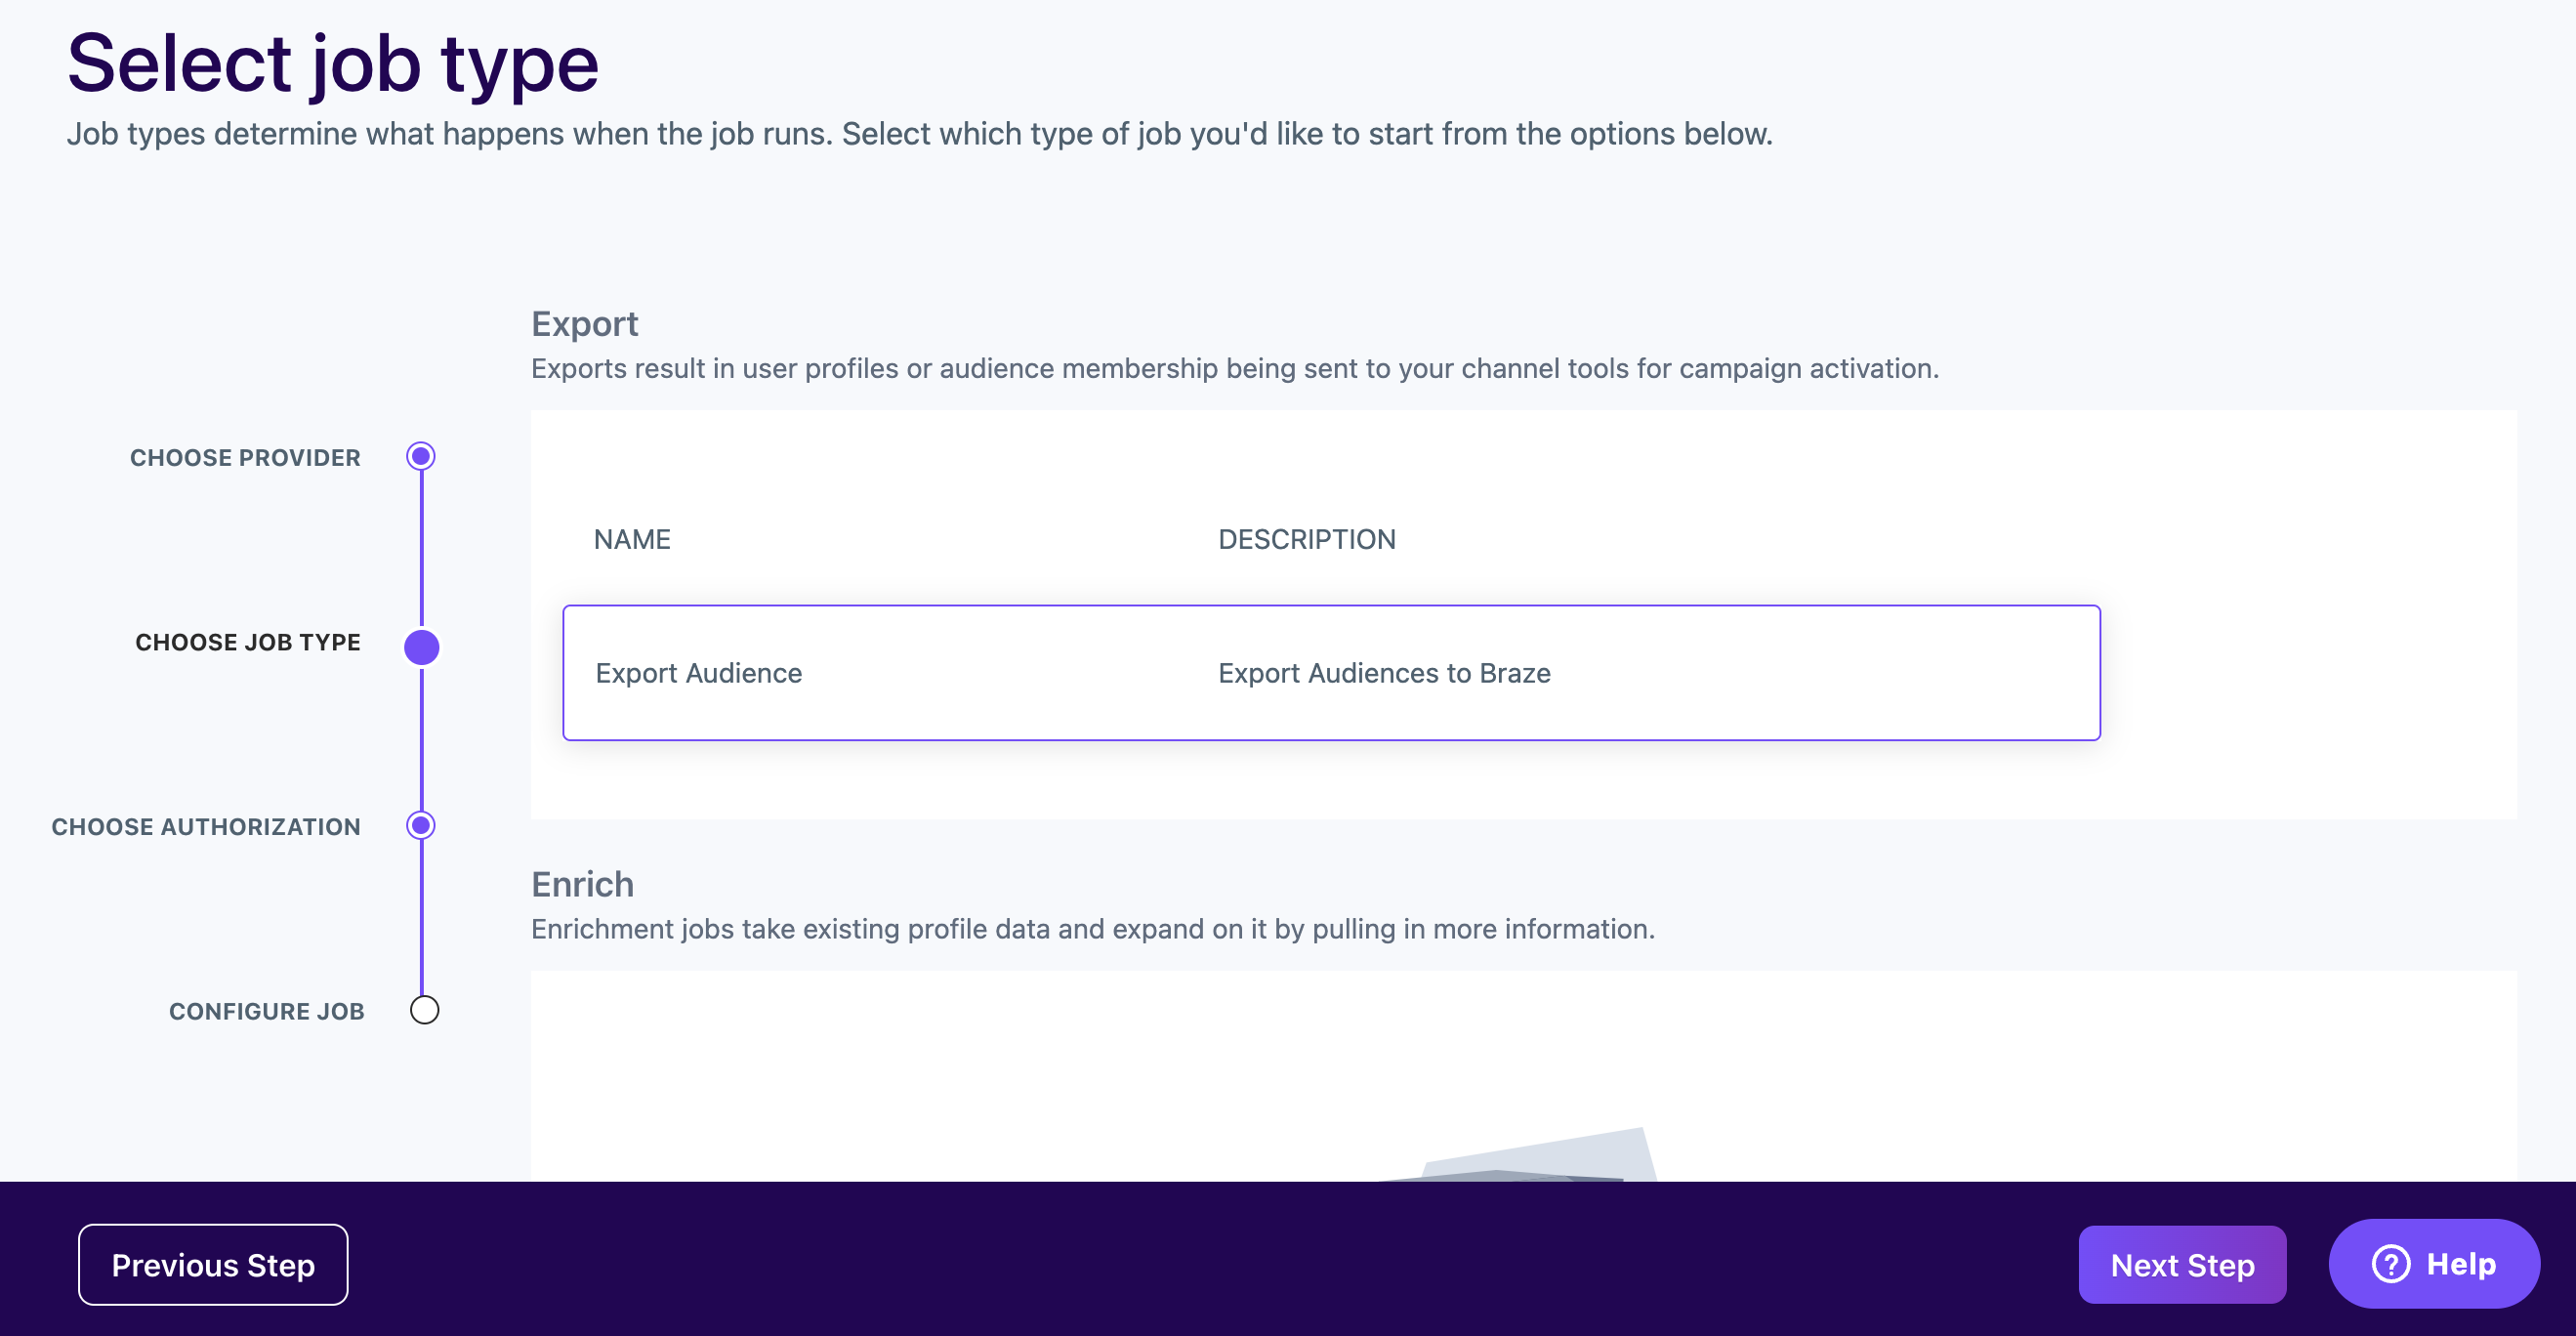 Select job type
Job types determine what happens when the job runs. Select which type of job you'd like to start from the options below.
CHOOSE PROVIDER
CHOOSE JOB TYPE
CHOOSE AUTHORIZATION
CONFIGURE JOB
Export
Exports result in user profiles or audience membership being sent to your channel tools for campaign activation.
NAME DESCRIPTION
Export Audience Export Audiences to Braze
Enrich
Enrichment jobs take existing profile data and expand on it by pulling in more information.
Previous Step Next Step ? Help